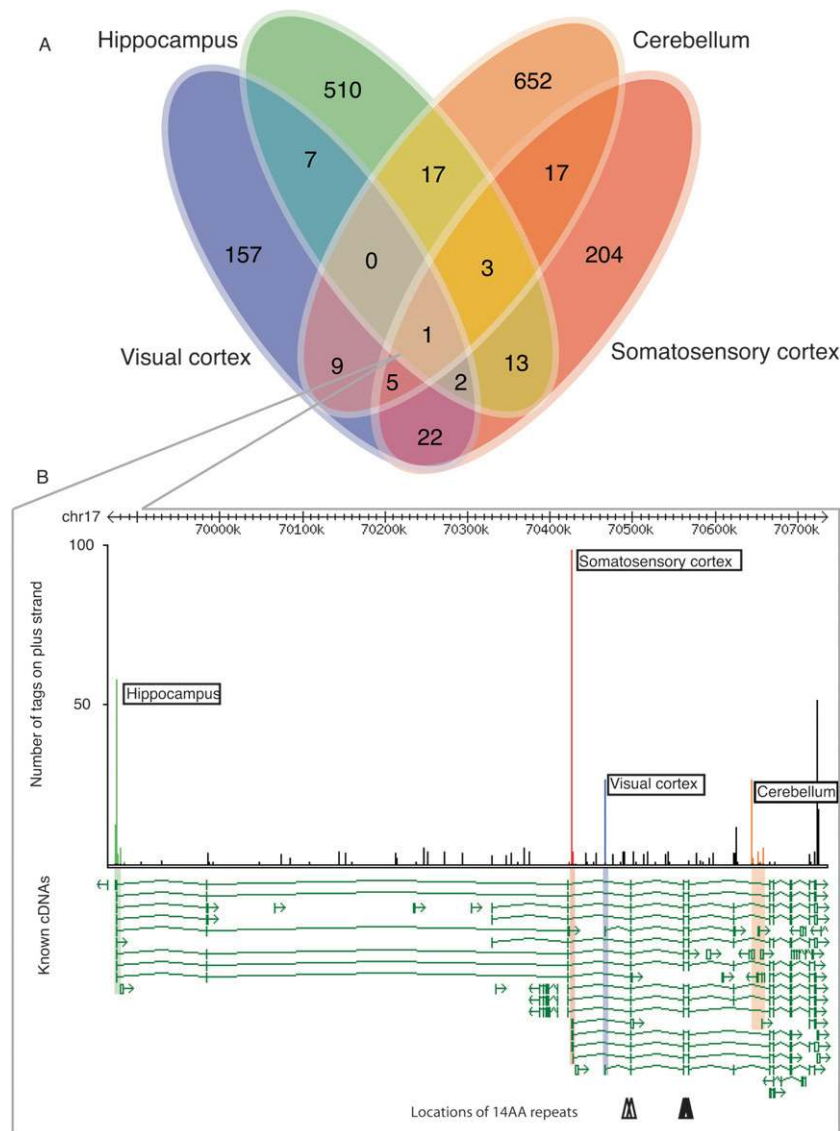 A
Hippocampus
Cerebellum
510
652
7
17
17
157
0
3
204
1
Visual cortex
Somatosensory cortex
9
5
2
13
22
B
chr17
70000k
70100k
70200k
70300k
70400k
70500k
70600k
70700k
100
Somatosensory cortex
Number of tags on plus strand
Hippocampus
50
Visual cortex
Cerebellum
Known cDNAs
Locations of 14AA repeats